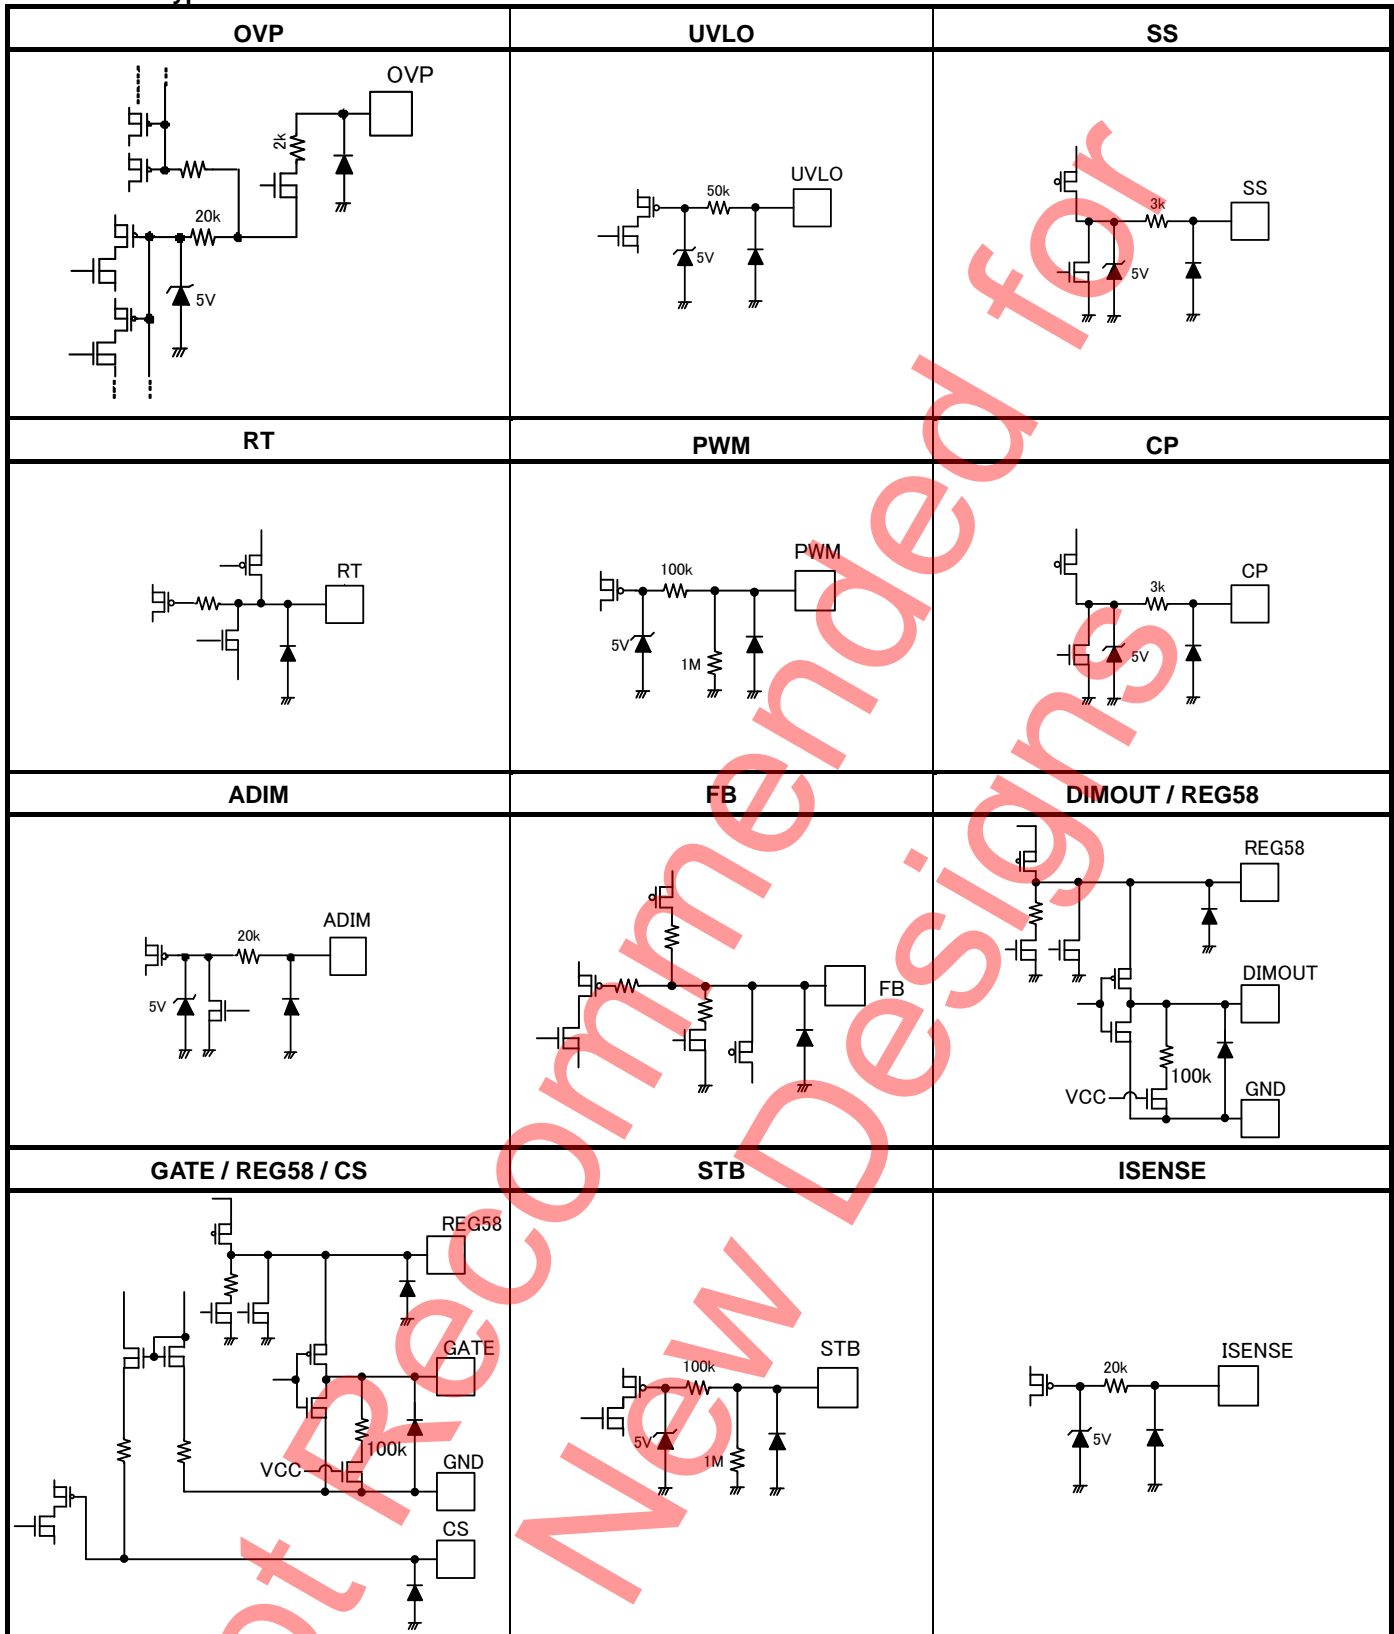 OVP
UVLO
SS
OVP
2k
20k
5V
UVLO
50k
5V
SS
3k
5V
RT
PWM
CP
RT
PWM
100k
5V
1M
CP
3k
5V
ADIM
FB
DIMOUT / REG58
ADIM
20k
5V
FB
REG58
DIMOUT
100k
VCC
GND
GATE / REG58 / CS
STB
ISENSE
REG58
GATE
100k
VCC
GND
CS
STB
100k
5V
1M
ISENSE
20k
5V
Recommended for
New Designs